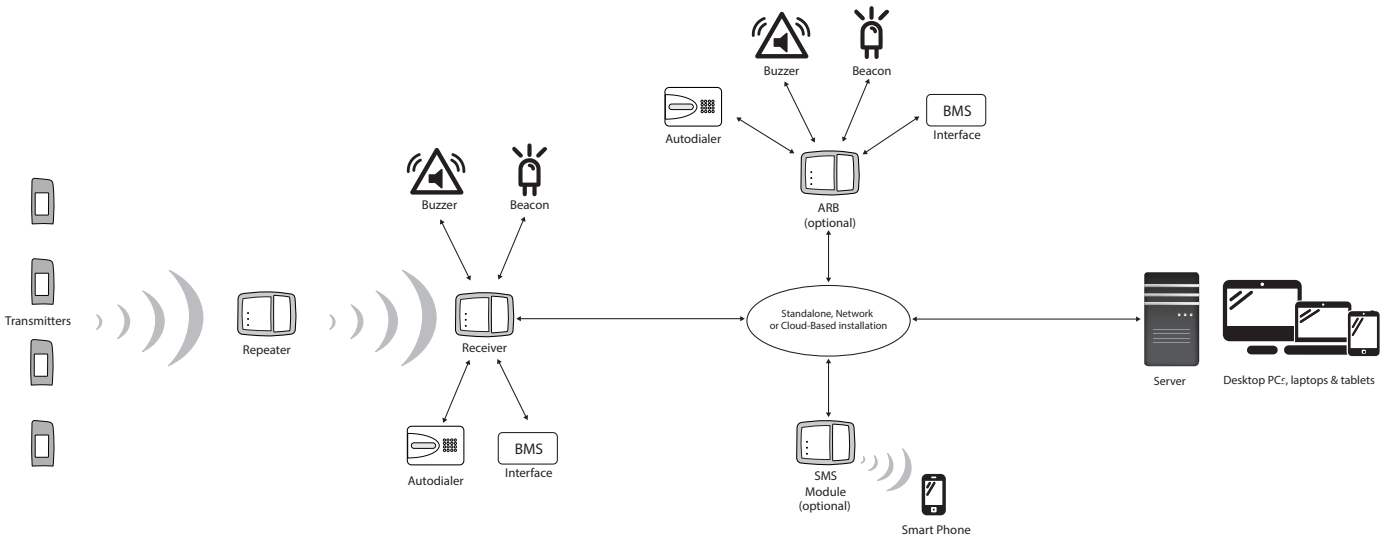 Buzzer
Beacon
Autodialer
BMS
Interface
ARB
(optional)
Buzzer
Beacon
Transmitters
Repeater
Receiver
Standalone, Network
or Cloud-Based installation
Server
Desktop PCs, laptops & tablets
Autodialer
BMS
Interface
SMS
Module
(optional)
Smart Phone